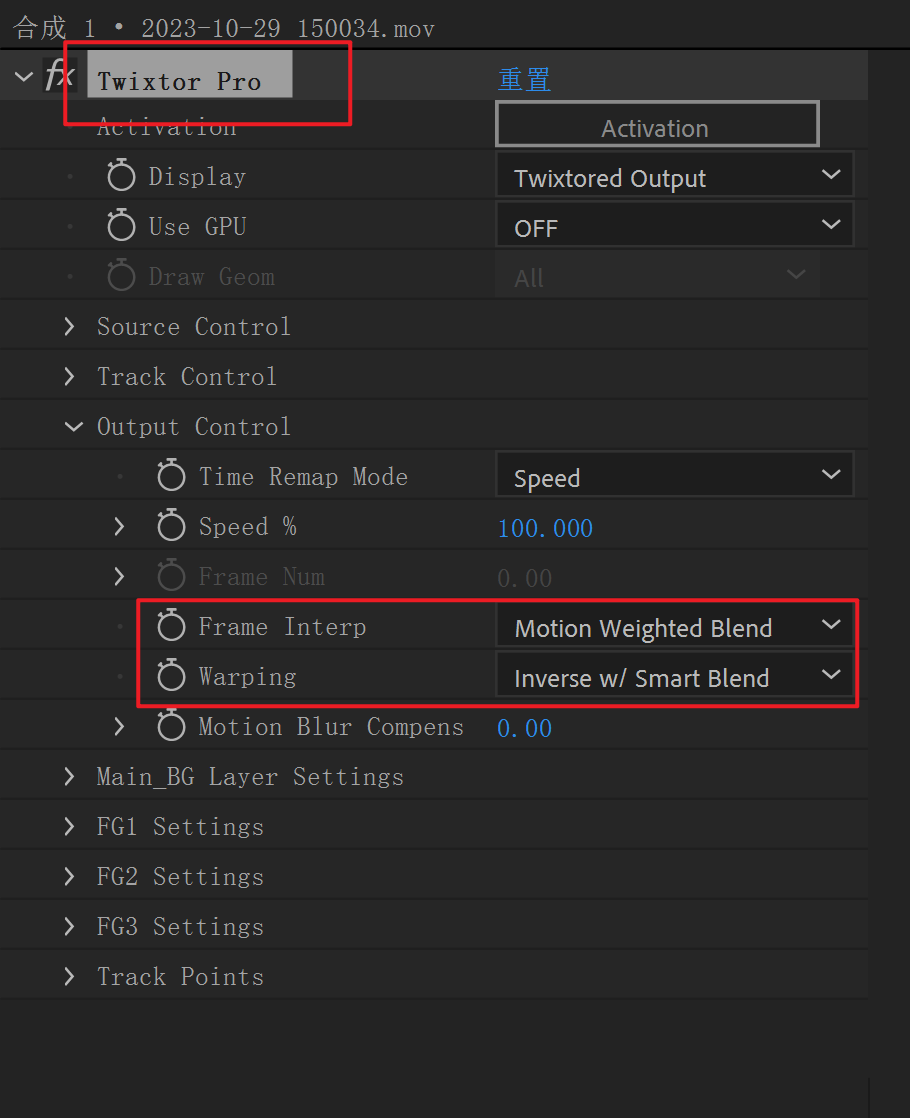 合成 1 • 2023-10-29 150034.mov
fx Twixtor Pro 重置
Activation Activation
Display Twixtored Output
Use GPU OFF
Draw Geom All
Source Control
Track Control
Output Control
Time Remap Mode Speed
Speed % 100.000
Frame Num 0.00
Frame Interp Motion Weighted Blend
Warping Inverse w/ Smart Blend
Motion Blur Compens 0.00
Main_BG Layer Settings
FG1 Settings
FG2 Settings
FG3 Settings
Track Points